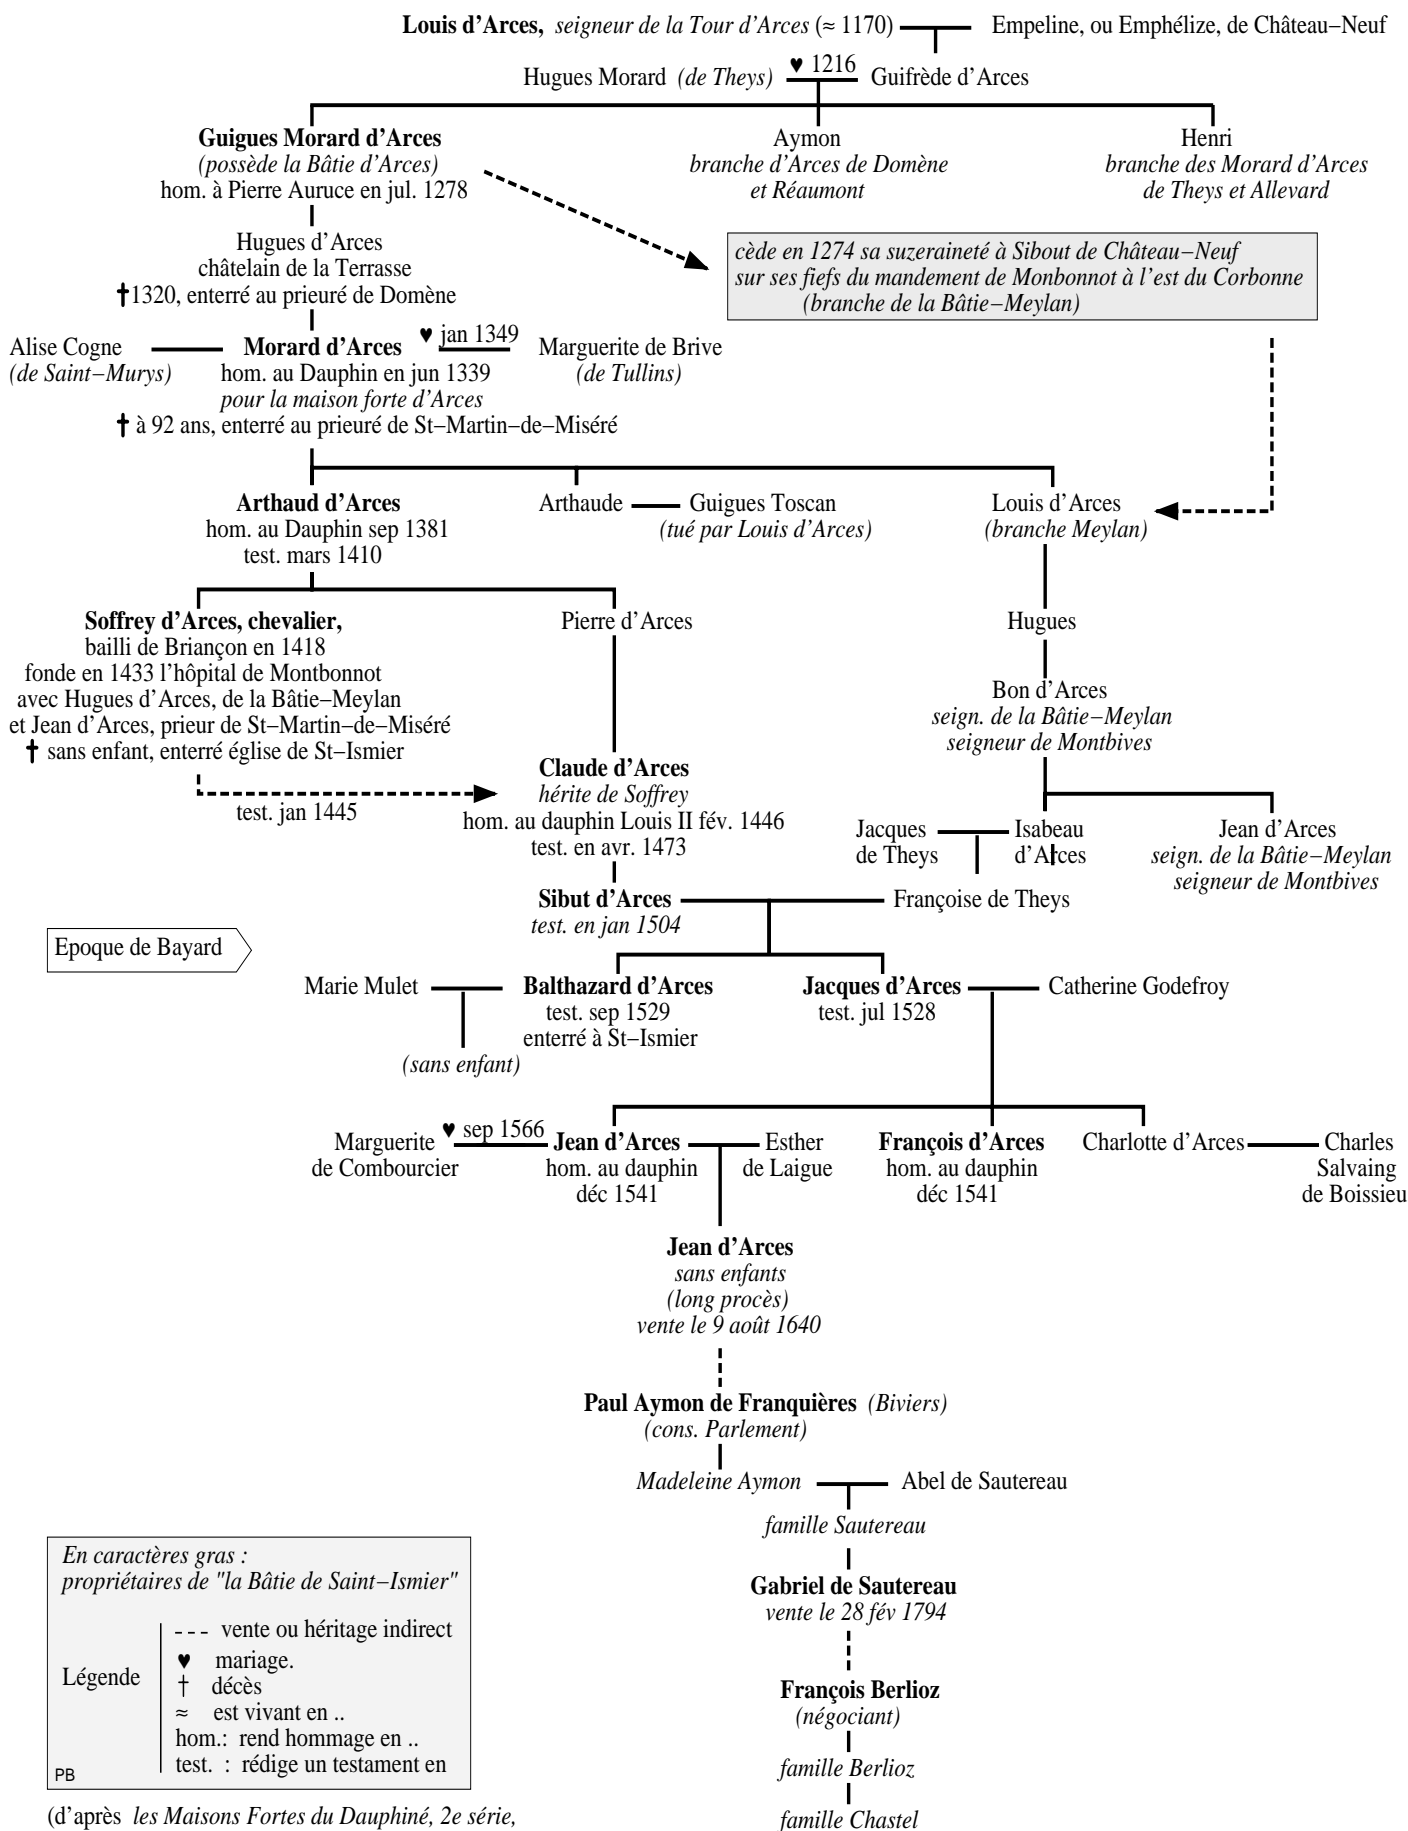 Louis d'Arces, seigneur de la Tour d'Arces (≈ 1170) Empeline, ou Emphélize, de Château–Neuf
Hugues Morard (de Theys) ♥ 1216 Guifrède d'Arces
Guigues Morard d'Arces
(possède la Bâtie d'Arces)
hom. à Pierre Auruce en jul. 1278
Aymon
branche d'Arces de Domène
et Réaumont
Henri
branche des Morard d'Arces
de Theys et Allevard
cède en 1274 sa suzeraineté à Sibout de Château–Neuf
sur ses fiefs du mandement de Monbonnot à l'est du Corbonne
(branche de la Bâtie–Meylan)
Hugues d'Arces
châtelain de la Terrasse
†1320, enterré au prieuré de Domène
Alise Cogne
(de Saint–Murys)
Morard d'Arces
hom. au Dauphin en jun 1339
pour la maison forte d'Arces
† à 92 ans, enterré au prieuré de St–Martin–de–Miséré
♥ jan 1349
Marguerite de Brive
(de Tullins)
Arthaud d'Arces
hom. au Dauphin sep 1381
test. mars 1410
Arthaude
Guigues Toscan
(tué par Louis d'Arces)
Louis d'Arces
(branche Meylan)
Soffrey d'Arces, chevalier,
bailli de Briançon en 1418
fonde en 1433 l'hôpital de Montbonnot
avec Hugues d'Arces, de la Bâtie–Meylan
et Jean d'Arces, prieur de St–Martin–de–Miséré
† sans enfant, enterré église de St–Ismier
test. jan 1445
Pierre d'Arces
Hugues
Bon d'Arces
seign. de la Bâtie–Meylan
seigneur de Montbives
Claude d'Arces
hérite de Soffrey
hom. au dauphin Louis II fév. 1446
test. en avr. 1473
Jacques
de Theys
Isabeau
d'Arces
Jean d'Arces
seign. de la Bâtie–Meylan
seigneur de Montbives
Sibut d'Arces
test. en jan 1504
Françoise de Theys
Epoque de Bayard
Marie Mulet
(sans enfant)
Balthazard d'Arces
test. sep 1529
enterré à St–Ismier
Jacques d'Arces
test. jul 1528
Catherine Godefroy
Marguerite
de Combourcier
♥ sep 1566
Jean d'Arces
hom. au dauphin
déc 1541
Esther
de Laigue
François d'Arces
hom. au dauphin
déc 1541
Charlotte d'Arces
Charles
Salvaing
de Boissieu
Jean d'Arces
sans enfants
(long procès)
vente le 9 août 1640
Paul Aymon de Franquières (Biviers)
(cons. Parlement)
Madeleine Aymon
Abel de Sautereau
famille Sautereau
Gabriel de Sautereau
vente le 28 fév 1794
François Berlioz
(négociant)
famille Berlioz
famille Chastel
En caractères gras :
propriétaires de "la Bâtie de Saint–Ismier"
Légende
--- vente ou héritage indirect
♥ mariage.
† décès
≈ est vivant en ..
hom.: rend hommage en ..
test. : rédige un testament en
PB
(d'après les Maisons Fortes du Dauphiné, 2e série,